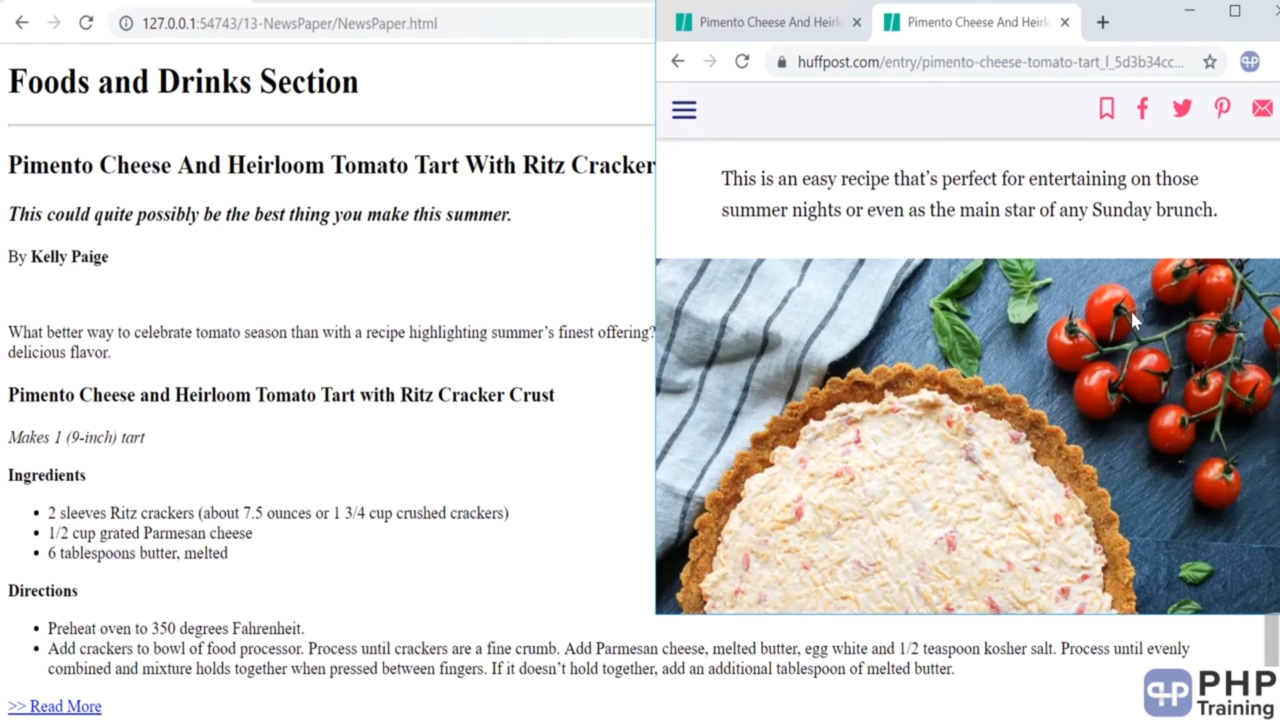 127.0.0.1:54743/13-NewsPaper/NewsPaper.html
Foods and Drinks Section
Pimento Cheese And Heirloom Tomato Tart With Ritz Cracker
This could quite possibly be the best thing you make this summer.
By Kelly Paige
What better way to celebrate tomato season than with a recipe highlighting summer’s finest offering?
delicious flavor.
Pimento Cheese and Heirloom Tomato Tart with Ritz Cracker Crust
Makes 1 (9-inch) tart
Ingredients
• 2 sleeves Ritz crackers (about 7.5 ounces or 1 3/4 cup crushed crackers)
• 1/2 cup grated Parmesan cheese
• 6 tablespoons butter, melted
Directions
• Preheat oven to 350 degrees Fahrenheit.
• Add crackers to bowl of food processor. Process until crackers are a fine crumb. Add Parmesan cheese, melted butter, egg white and 1/2 teaspoon kosher salt. Process until evenly
combined and mixture holds together when pressed between fingers. If it doesn’t hold together, add an additional tablespoon of melted butter.
>> Read More
Pimento Cheese And Heirl
Pimento Cheese And Heirl
huffpost.com/entry/pimento-cheese-tomato-tart_l_5d3b34cc...
This is an easy recipe that’s perfect for entertaining on those
summer nights or even as the main star of any Sunday brunch.
PHP
Training